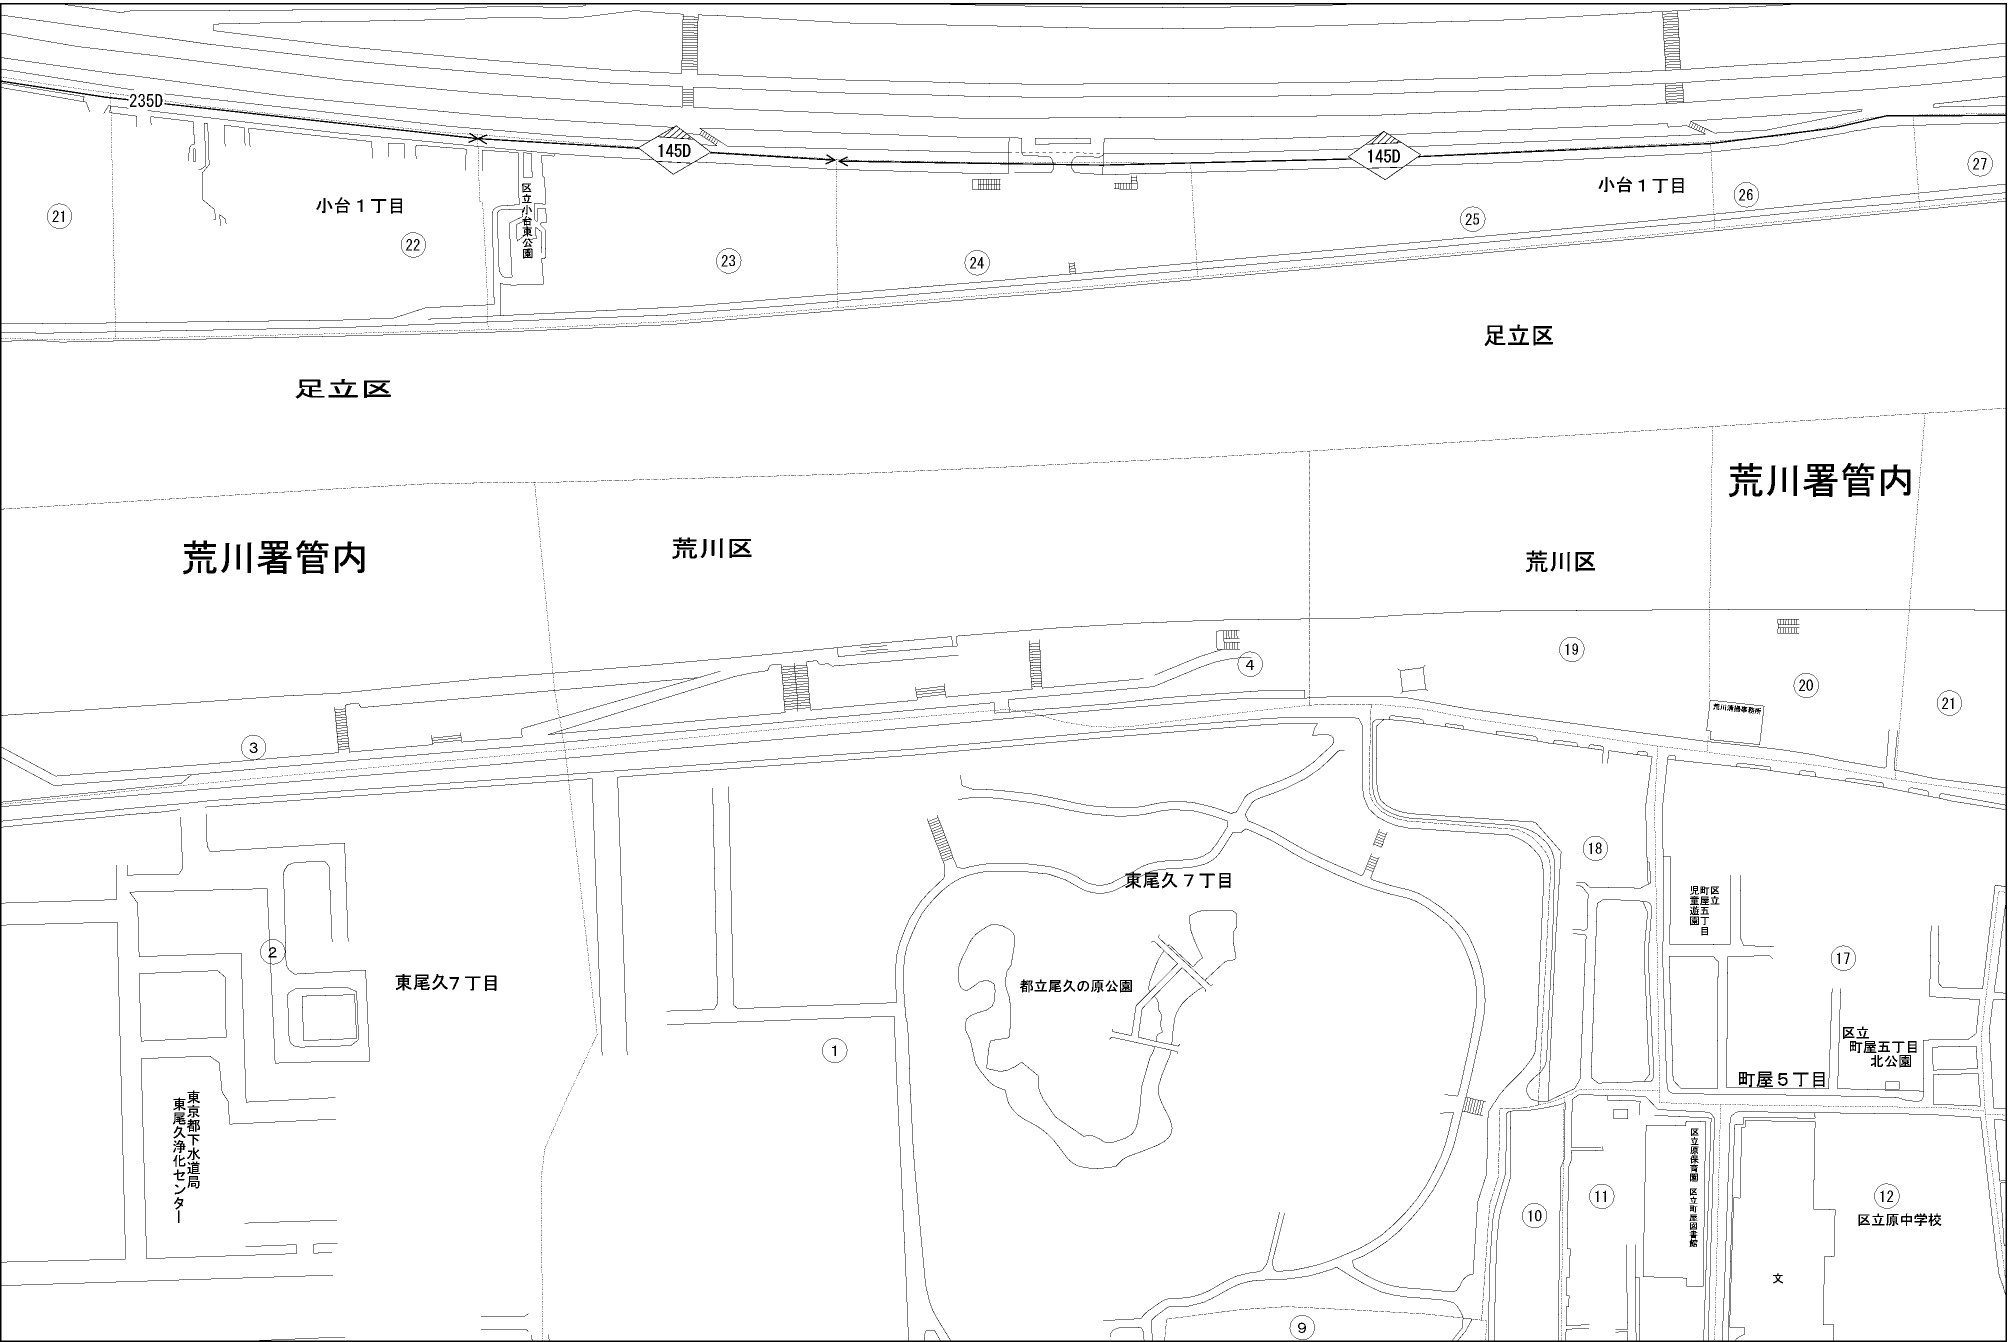 235D
145D
145D
小台１丁目
小台１丁目
区立小台東公園
21
22
23
24
25
26
27
足立区
足立区
荒川署管内
荒川署管内
荒川区
荒川区
3
4
19
20
21
荒川清掃事務所
18
東尾久７丁目
区立
町屋五丁目
児童遊園
2
東尾久７丁目
都立尾久の原公園
17
1
区立
町屋五丁目
北公園
町屋５丁目
東京都下水道局
東尾久浄化センター
区立原保育園 区立町屋図書館
10
11
12
区立原中学校
文
9